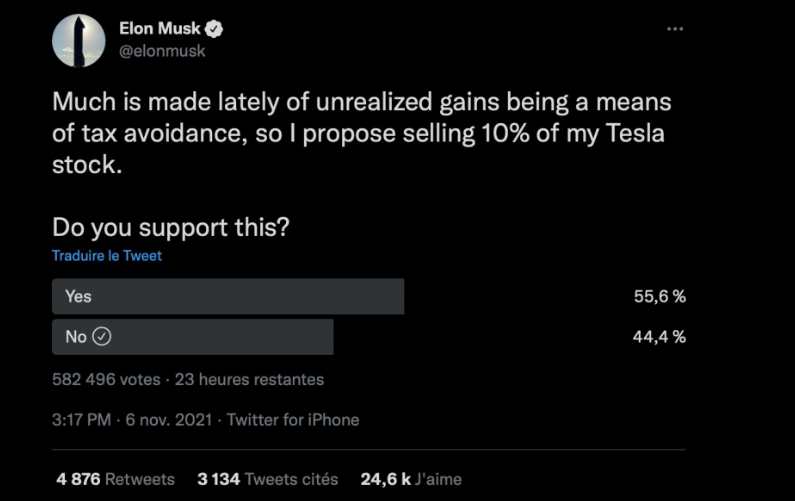 Elon Musk
@elonmusk
Much is made lately of unrealized gains being a means
of tax avoidance, so I propose selling 10% of my Tesla
stock.
Do you support this?
Traduire le Tweet
Yes 55,6 %
No 44,4 %
582 496 votes · 23 heures restantes
3:17 PM · 6 nov. 2021 · Twitter for iPhone
4 876 Retweets 3 134 Tweets cités 24,6 k J'aime